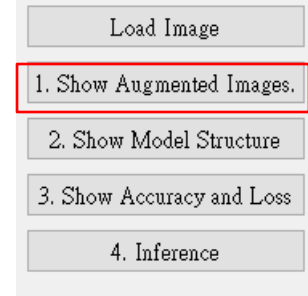 Load Image
1. Show Augmented Images.
2. Show Model Structure
3. Show Accuracy and Loss
4. Inference